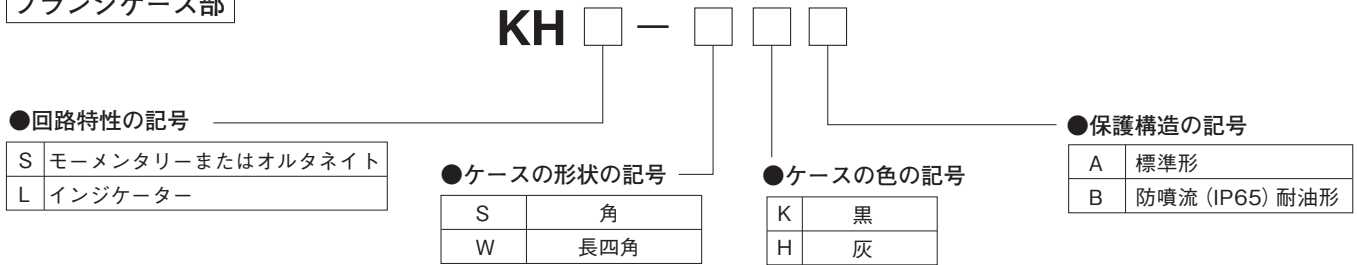 フランジケース部
KH □ － □ □ □
●回路特性の記号
S モーメンタリーまたはオルタネイト
L インジケーター
●ケースの形状の記号
S 角
W 長四角
●ケースの色の記号
K 黒
H 灰
●保護構造の記号
A 標準形
B 防噴流（IP65）耐油形